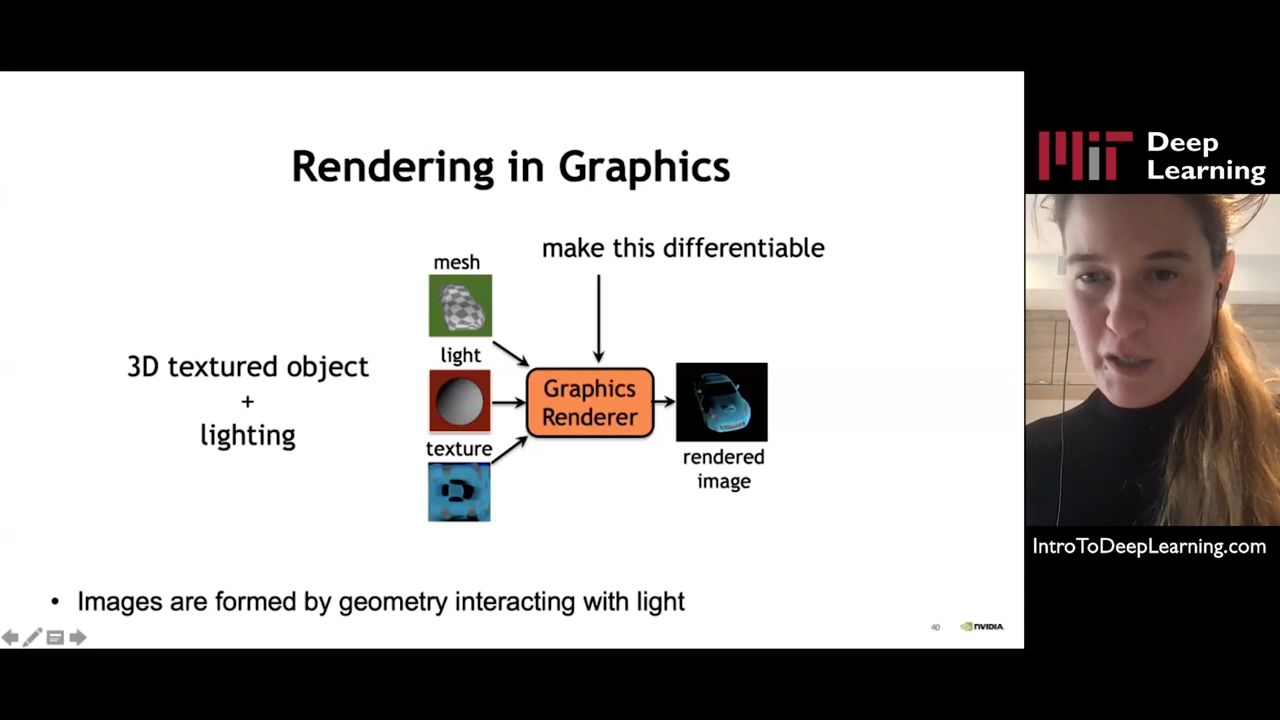 Rendering in Graphics
make this differentiable
mesh
light
texture
3D textured object
+
lighting
Graphics
Renderer
rendered
image
• Images are formed by geometry interacting with light
40
NVIDIA
MIT
Deep
Learning
IntroToDeepLearning.com